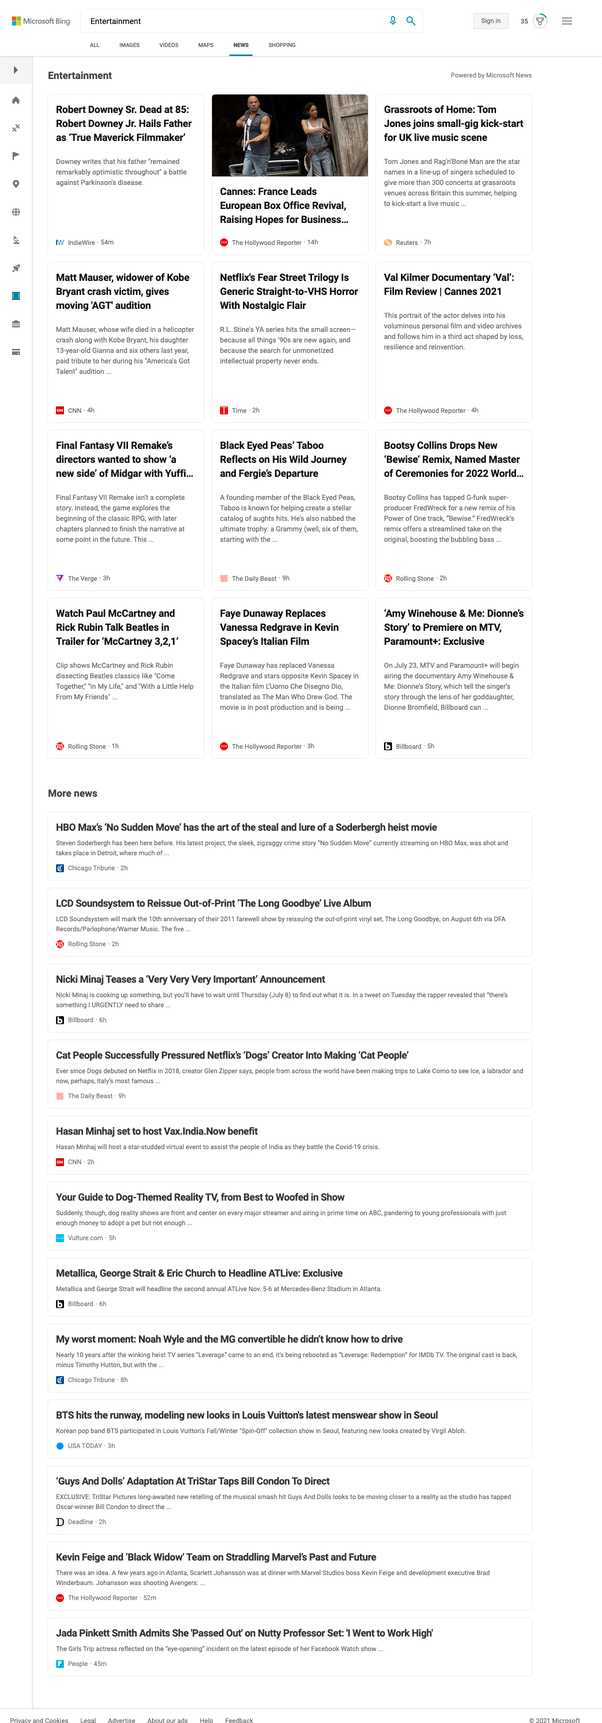 Microsoft Bing
Entertainment
Sign in
35
ALL
IMAGES
VIDEOS
MAPS
NEWS
SHOPPING
Entertainment
Powered by Microsoft News
Robert Downey Sr. Dead at 85:
Robert Downey Jr. Hails Father
as ‘True Maverick Filmmaker’
Downey writes that his father "remained
remarkably optimistic throughout" a battle
against Parkinson's disease.
IndieWire · 54m
Cannes: France Leads
European Box Office Revival,
Raising Hopes for Business...
The Hollywood Reporter · 14h
Grassroots of Home: Tom
Jones joins small-gig kick-start
for UK live music scene
Tom Jones and Rag'n'Bone Man are the star
names in a line-up of singers scheduled to
give more than 300 concerts at grassroots
venues across Britain this summer, helping
to kick-start a live music ...
Reuters · 7h
Matt Mauser, widower of Kobe
Bryant crash victim, gives
moving 'AGT' audition
Matt Mauser, whose wife died in a helicopter
crash along with Kobe Bryant, his daughter
13-year-old Gianna and six others last year,
paid tribute to her during his "America's Got
Talent" audition ...
CNN · 4h
Netflix’s Fear Street Trilogy Is
Generic Straight-to-VHS Horror
With Nostalgic Flair
R.L. Stine's YA series hits the small screen—
because all things '90s are new again, and
because the search for unmonetized
intellectual property never ends.
Time · 2h
Val Kilmer Documentary ‘Val’:
Film Review | Cannes 2021
This portrait of the actor delves into his
voluminous personal film and video archives
and follows him in a third act shaped by loss,
resilience and reinvention.
The Hollywood Reporter · 4h
Final Fantasy VII Remake’s
directors wanted to show ‘a
new side’ of Midgar with Yuffi...
Final Fantasy VII Remake isn’t a complete
story. Instead, the game explores the
beginning of the classic RPG, with later
chapters planned to finish the narrative at
some point in the future. This ...
The Verge · 3h
Black Eyed Peas’ Taboo
Reflects on His Wild Journey
and Fergie’s Departure
A founding member of the Black Eyed Peas,
Taboo is known for helping create a stellar
catalog of aughts hits. He’s also nabbed the
ultimate trophy: a Grammy (well, six of them,
starting with the ...
The Daily Beast · 9h
Bootsy Collins Drops New
‘Bewise’ Remix, Named Master
of Ceremonies for 2022 World...
Bootsy Collins has tapped G-funk super-
producer FredWreck for a new remix of his
Power of One track, “Bewise.” FredWreck’s
remix offers a streamlined take on the
original, boosting the bubbling bass ...
Rolling Stone · 2h
Watch Paul McCartney and
Rick Rubin Talk Beatles in
Trailer for ‘McCartney 3,2,1’
Clip shows McCartney and Rick Rubin
dissecting Beatles classics like “Come
Together,” “In My Life,” and “With a Little Help
From My Friends” ...
Rolling Stone · 1h
Faye Dunaway Replaces
Vanessa Redgrave in Kevin
Spacey’s Italian Film
Faye Dunaway has replaced Vanessa
Redgrave and stars opposite Kevin Spacey in
the Italian film L’Uomo Che Disegno Dio,
translated as The Man Who Drew God. The
movie is in post production and is being ...
The Hollywood Reporter · 3h
‘Amy Winehouse & Me: Dionne’s
Story’ to Premiere on MTV,
Paramount+: Exclusive
On July 23, MTV and Paramount+ will begin
airing the documentary Amy Winehouse &
Me: Dionne’s Story, which tell the singer’s
story through the lens of her goddaughter,
Dionne Bromfield, Billboard can ...
Billboard · 5h
More news
HBO Max’s ‘No Sudden Move’ has the art of the steal and lure of a Soderbergh heist movie
Steven Soderbergh has been here before. His latest project, the sleek, zigzaggy crime story “No Sudden Move” currently streaming on HBO Max, was shot and
takes place in Detroit, where much of ...
Chicago Tribune · 2h
LCD Soundsystem to Reissue Out-of-Print ‘The Long Goodbye’ Live Album
LCD Soundsystem will mark the 10th anniversary of their 2011 farewell show by reissuing the out-of-print vinyl set, The Long Goodbye, on August 6th via DFA
Records/Parlophone/Warner Music. The five ...
Rolling Stone · 2h
Nicki Minaj Teases a ‘Very Very Very Important’ Announcement
Nicki Minaj is cooking up something, but you'll have to wait until Thursday (July 8) to find out what it is. In a tweet on Tuesday the rapper revealed that “there’s
something I URGENTLY need to share ...
Billboard · 6h
Cat People Successfully Pressured Netflix’s ‘Dogs’ Creator Into Making ‘Cat People’
Ever since Dogs debuted on Netflix in 2018, creator Glen Zipper says, people from across the world have been making trips to Lake Como to see Ice, a labrador and
now, perhaps, Italy’s most famous ...
The Daily Beast · 9h
Hasan Minhaj set to host Vax.India.Now benefit
Hasan Minhaj will host a star-studded virtual event to assist the people of India as they battle the Covid-19 crisis.
CNN · 2h
Your Guide to Dog-Themed Reality TV, from Best to Woofed in Show
Suddenly, though, dog reality shows are front and center on every major streamer and airing in prime time on ABC, pandering to young professionals with just
enough money to adopt a pet but not enough ...
Vulture.com · 5h
Metallica, George Strait & Eric Church to Headline ATLive: Exclusive
Metallica and George Strait will headline the second annual ATLive Nov. 5-6 at Mercedes-Benz Stadium in Atlanta.
Billboard · 6h
My worst moment: Noah Wyle and the MG convertible he didn’t know how to drive
Nearly 10 years after the winking heist TV series “Leverage” came to an end, it’s being rebooted as “Leverage: Redemption” for IMDb TV. The original cast is back,
minus Timothy Hutton, but with the ...
Chicago Tribune · 8h
BTS hits the runway, modeling new looks in Louis Vuitton's latest menswear show in Seoul
Korean pop band BTS participated in Louis Vuitton's Fall/Winter "Spin-Off" collection show in Seoul, featuring new looks created by Virgil Abloh.
USA TODAY · 3h
‘Guys And Dolls’ Adaptation At TriStar Taps Bill Condon To Direct
EXCLUSIVE: TriStar Pictures long-awaited new retelling of the musical smash hit Guys And Dolls looks to be moving closer to a reality as the studio has tapped
Oscar-winner Bill Condon to direct the ...
Deadline · 2h
Kevin Feige and ‘Black Widow’ Team on Straddling Marvel’s Past and Future
There was an idea. A few years ago in Atlanta, Scarlett Johansson was at dinner with Marvel Studios boss Kevin Feige and development executive Brad
Winderbaum. Johansson was shooting Avengers: ...
The Hollywood Reporter · 52m
Jada Pinkett Smith Admits She 'Passed Out' on Nutty Professor Set: 'I Went to Work High'
The Girls Trip actress reflected on the “eye-opening” incident on the latest episode of her Facebook Watch show ...
People · 45m
Privacy and Cookies
Legal
Advertise
About our ads
Help
Feedback
© 2021 Microsoft